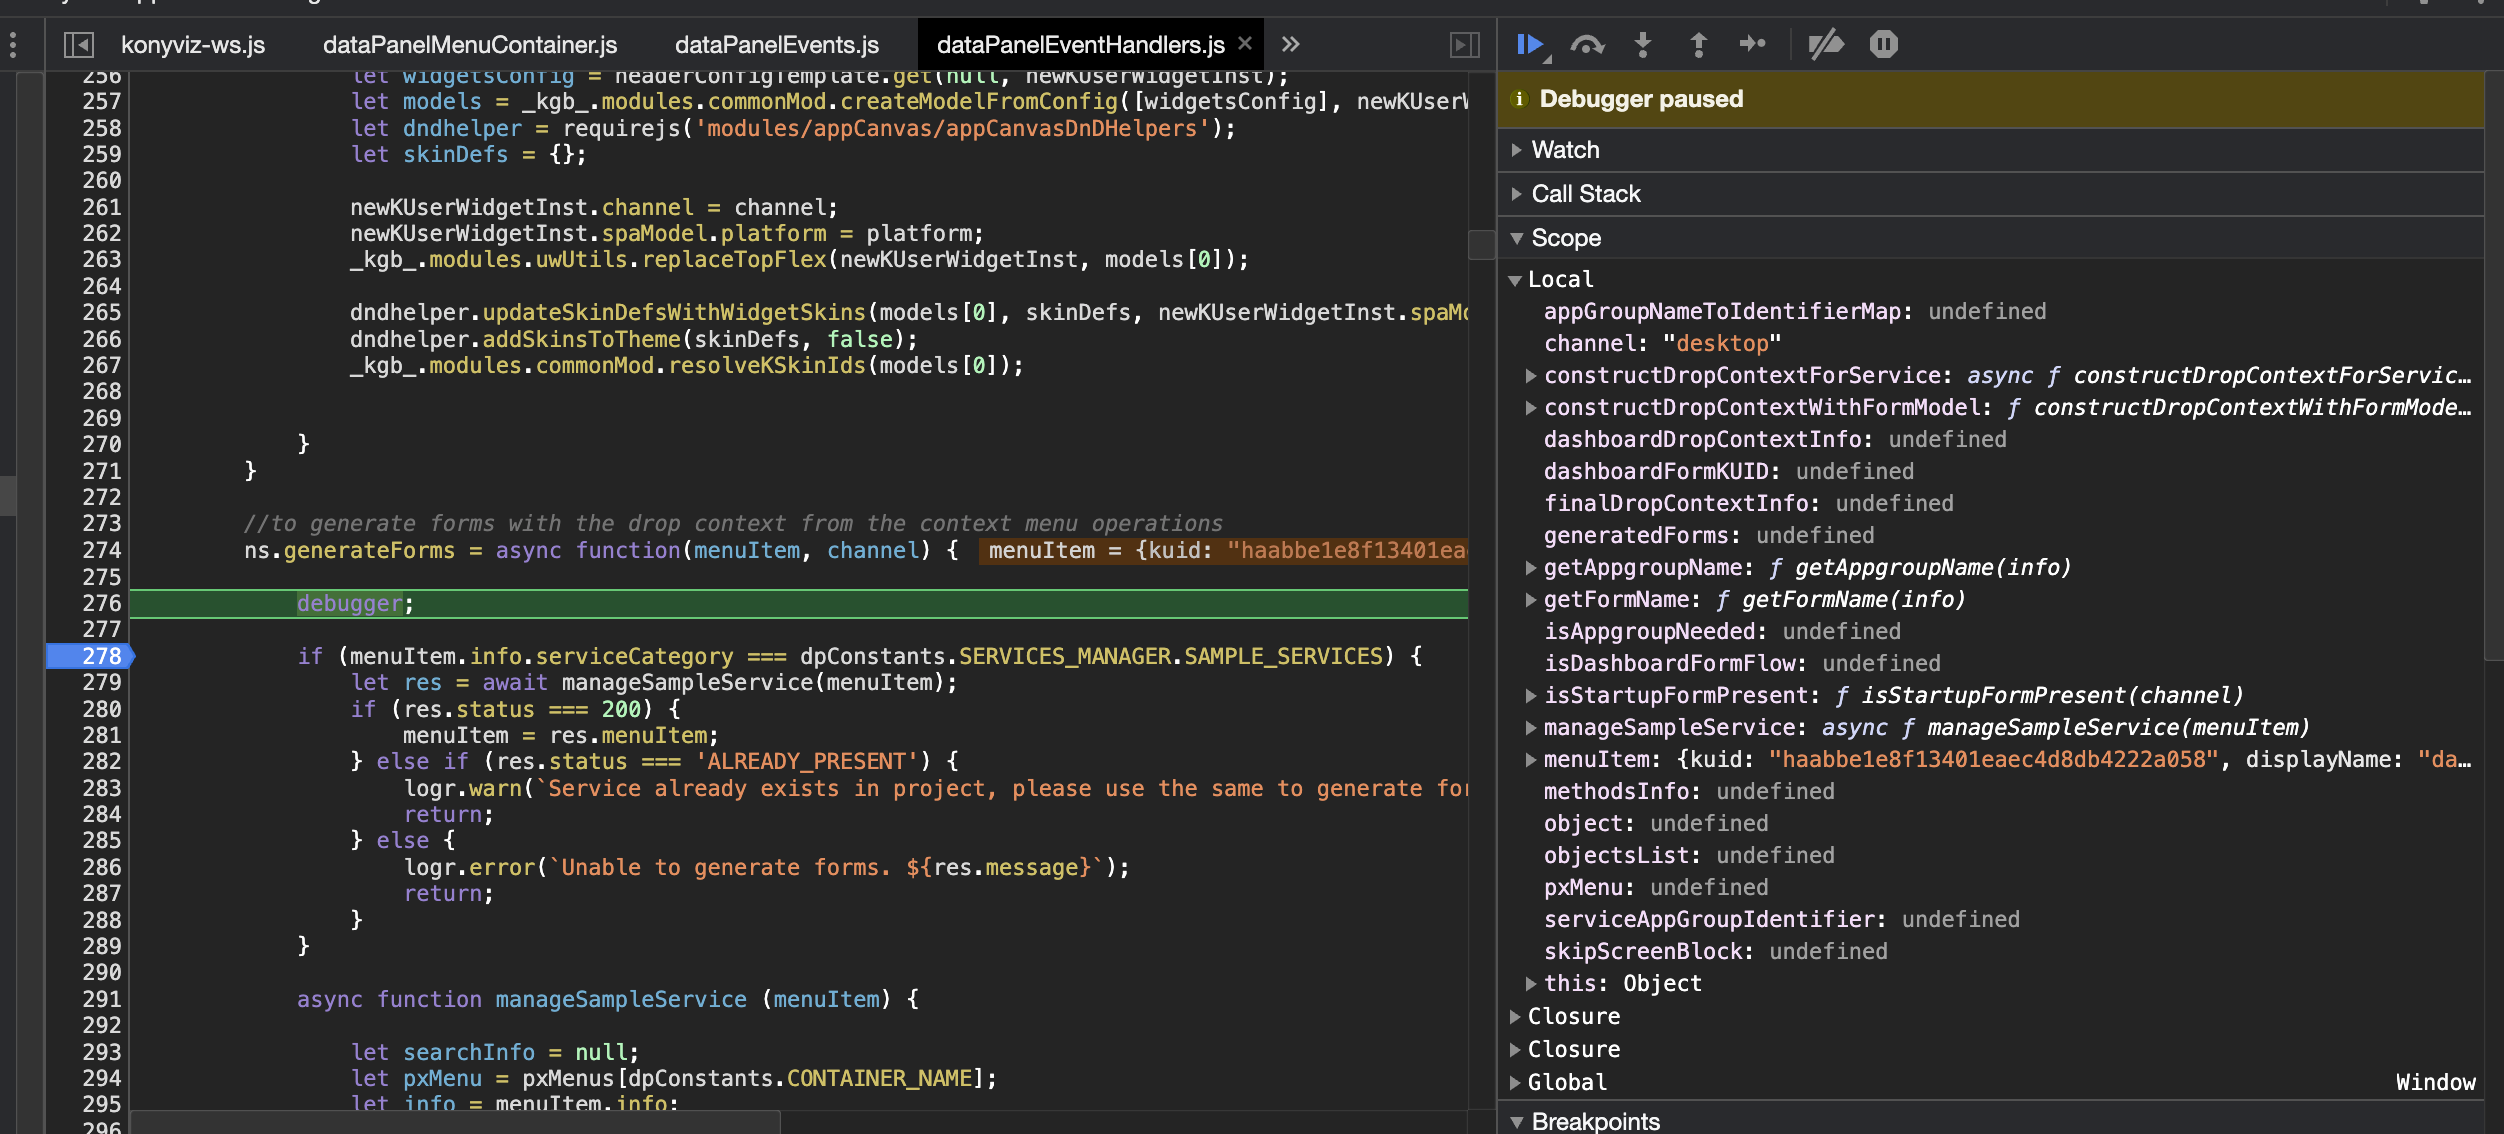 konyviz-ws.js dataPanelMenuContainer.js dataPanelEvents.js dataPanelEventHandlers.js × »
256 let widgetsConfig = headerConfigTemplate.get(null, newKUserWidgetInst);
257 let models = _kgb_.modules.commonMod.createModelFromConfig([widgetsConfig], newKUserW
258 let dndhelper = requirejs('modules/appCanvas/appCanvasDnDHelpers');
259 let skinDefs = {};
260
261 newKUserWidgetInst.channel = channel;
262 newKUserWidgetInst.spaModel.platform = platform;
263 _kgb_.modules.uwUtils.replaceTopFlex(newKUserWidgetInst, models[0]);
264
265 dndhelper.updateSkinDefsWithWidgetSkins(models[0], skinDefs, newKUserWidgetInst.spaMo
266 dndhelper.addSkinsToTheme(skinDefs, false);
267 _kgb_.modules.commonMod.resolveKSkinIds(models[0]);
268
269
270 }
271 }
272
273 //to generate forms with the drop context from the context menu operations
274 ns.generateForms = async function(menuItem, channel) { menuItem = {kuid: "haabbe1e8f13401ea
275
276 debugger;
277
278 if (menuItem.info.serviceCategory === dpConstants.SERVICES_MANAGER.SAMPLE_SERVICES) {
279 let res = await manageSampleService(menuItem);
280 if (res.status === 200) {
281 menuItem = res.menuItem;
282 } else if (res.status === 'ALREADY_PRESENT') {
283 logr.warn(`Service already exists in project, please use the same to generate for
284 return;
285 } else {
286 logr.error(`Unable to generate forms. ${res.message}`);
287 return;
288 }
289 }
290
291 async function manageSampleService (menuItem) {
292
293 let searchInfo = null;
294 let pxMenu = pxMenus[dpConstants.CONTAINER_NAME];
295 let info = menuItem.info;
296
Debugger paused
Watch
Call Stack
Scope
Local
appGroupNameToIdentifierMap: undefined
channel: "desktop"
constructDropContextForService: async ƒ constructDropContextForServic…
constructDropContextWithFormModel: ƒ constructDropContextWithFormMode…
dashboardDropContextInfo: undefined
dashboardFormKUID: undefined
finalDropContextInfo: undefined
generatedForms: undefined
getAppgroupName: ƒ getAppgroupName(info)
getFormName: ƒ getFormName(info)
isAppgroupNeeded: undefined
isDashboardFormFlow: undefined
isStartupFormPresent: ƒ isStartupFormPresent(channel)
manageSampleService: async ƒ manageSampleService(menuItem)
menuItem: {kuid: "haabbe1e8f13401eaec4d8db4222a058", displayName: "da…
methodsInfo: undefined
object: undefined
objectsList: undefined
pxMenu: undefined
serviceAppGroupIdentifier: undefined
skipScreenBlock: undefined
this: Object
Closure
Closure
Global Window
Breakpoints